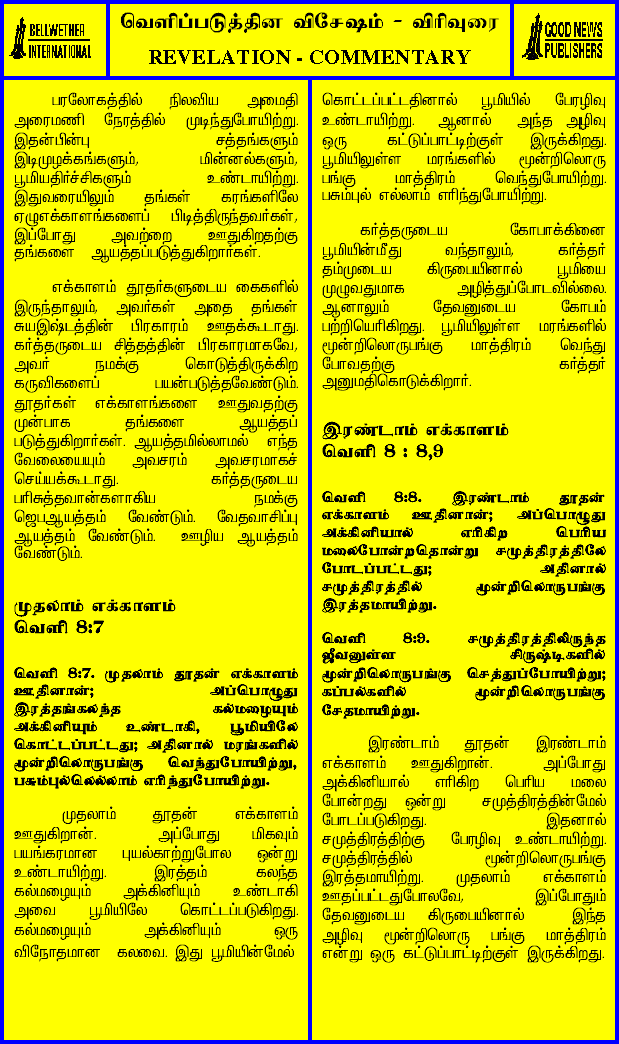 BELLWETHER
INTERNATIONAL
வெளிப்படுத்தின விசேஷம் - விரிவுரை
REVELATION - COMMENTARY
GOOD NEWS
PUBLISHERS
பரலோகத்தில் நிலவிய அமைதி
அரைமணி நேரத்தில் முடிந்துபோயிற்று.
இதன்பின்பு சத்தங்களும்
இடிமுழக்கங்களும், மின்னல்களும்,
பூமியதிர்ச்சிகளும் உண்டாயிற்று.
இதுவரையிலும் தங்கள் கரங்களிலே
ஏழுஎக்காளங்களைப் பிடித்திருந்தவர்கள்,
இப்போது அவற்றை ஊதுகிறதற்கு
தங்களை ஆயத்தப்படுத்துகிறார்கள்.
எக்காளம் தூதர்களுடைய கைகளில்
இருந்தாலும், அவர்கள் அதை தங்கள்
சுயஇஷ்டத்தின் பிரகாரம் ஊதக்கூடாது.
கர்த்தருடைய சித்தத்தின் பிரகாரமாகவே,
அவர் நமக்கு கொடுத்திருக்கிற
கருவிகளைப் பயன்படுத்தவேண்டும்.
தூதர்கள் எக்காளங்களை ஊதுவதற்கு
முன்பாக தங்களை ஆயத்தப்
படுத்துகிறார்கள். ஆயத்தமில்லாமல் எந்த
வேலையையும் அவசரம் அவசரமாகச்
செய்யக்கூடாது. கர்த்தருடைய
பரிசுத்தவான்களாகிய நமக்கு
ஜெபஆயத்தம் வேண்டும். வேதவாசிப்பு
ஆயத்தம் வேண்டும். ஊழிய ஆயத்தம்
வேண்டும்.
முதலாம் எக்காளம்
வெளி 8:7
வெளி 8:7. முதலாம் தூதன் எக்காளம்
ஊதினான்; அப்பொழுது
இரத்தங்கலந்த கல்மழையும்
அக்கினியும் உண்டாகி, பூமியிலே
கொட்டப்பட்டது; அதினால் மரங்களில்
மூன்றிலொருபங்கு வெந்துபோயிற்று,
பசும்புல்லெல்லாம் எரிந்துபோயிற்று.
முதலாம் தூதன் எக்காளம்
ஊதுகிறான். அப்போது மிகவும்
பயங்கரமான புயல்காற்றுபோல ஒன்று
உண்டாயிற்று. இரத்தம் கலந்த
கல்மழையும் அக்கினியும் உண்டாகி
அவை பூமியிலே கொட்டப்படுகிறது.
கல்மழையும் அக்கினியும் ஒரு
விநோதமான கலவை. இது பூமியின்மேல்
கொட்டப்பட்டதினால் பூமியில் பேரழிவு
உண்டாயிற்று. ஆனால் அந்த அழிவு
ஒரு கட்டுப்பாட்டிற்குள் இருக்கிறது.
பூமியிலுள்ள மரங்களில் மூன்றிலொரு
பங்கு மாத்திரம் வெந்துபோயிற்று.
பசும்புல் எல்லாம் எரிந்துபோயிற்று.
கர்த்தருடைய கோபாக்கினை
பூமியின்மீது வந்தாலும், கர்த்தர்
தம்முடைய கிருபையினால் பூமியை
முழுவதுமாக அழித்துப்போடவில்லை.
ஆனாலும் தேவனுடைய கோபம்
பற்றியெரிகிறது. பூமியிலுள்ள மரங்களில்
மூன்றிலொருபங்கு மாத்திரம் வெந்து
போவதற்கு கர்த்தர்
அனுமதிகொடுக்கிறார்.
இரண்டாம் எக்காளம்
வெளி 8 : 8,9
வெளி 8:8. இரண்டாம் தூதன்
எக்காளம் ஊதினான்; அப்பொழுது
அக்கினியால் எரிகிற பெரிய
மலைபோன்றதொன்று சமுத்திரத்திலே
போடப்பட்டது; அதினால்
சமுத்திரத்தில் மூன்றிலொருபங்கு
இரத்தமாயிற்று.
வெளி 8:9. சமுத்திரத்திலிருந்த
ஜீவனுள்ள சிருஷ்டிகளில்
மூன்றிலொருபங்கு செத்துப்போயிற்று;
கப்பல்களில் மூன்றிலொருபங்கு
சேதமாயிற்று.
இரண்டாம் தூதன் இரண்டாம்
எக்காளம் ஊதுகிறான். அப்போது
அக்கினியால் எரிகிற பெரிய மலை
போன்றது ஒன்று சமுத்திரத்தின்மேல்
போடப்படுகிறது. இதனால்
சமுத்திரத்திற்கு பேரழிவு உண்டாயிற்று.
சமுத்திரத்தில் மூன்றிலொருபங்கு
இரத்தமாயிற்று. முதலாம் எக்காளம்
ஊதப்பட்டதுபோலவே, இப்போதும்
தேவனுடைய கிருபையினால் இந்த
அழிவு மூன்றிலொரு பங்கு மாத்திரம்
என்று ஒரு கட்டுப்பாட்டிற்குள் இருக்கிறது.